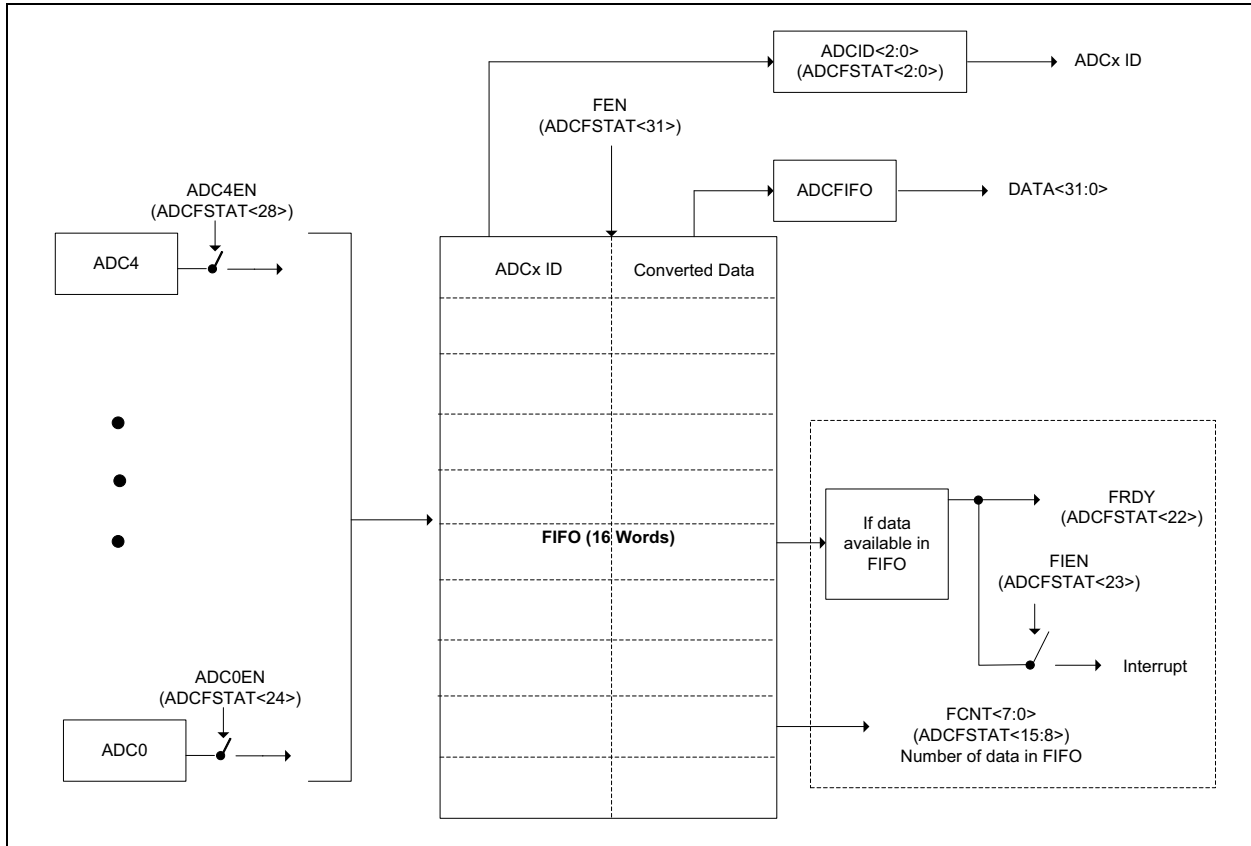 ADCID<2:0>
(ADCFSTAT<2:0>)
ADCx ID
FEN
(ADCFSTAT<31>)
ADCFIFO
DATA<31:0>
ADC4EN
(ADCFSTAT<28>)
ADC4
ADCx ID
Converted Data
FIFO (16 Words)
If data
available in
FIFO
FRDY
(ADCFSTAT<22>)
FIEN
(ADCFSTAT<23>)
Interrupt
ADC0EN
(ADCFSTAT<24>)
ADC0
FCNT<7:0>
(ADCFSTAT<15:8>)
Number of data in FIFO